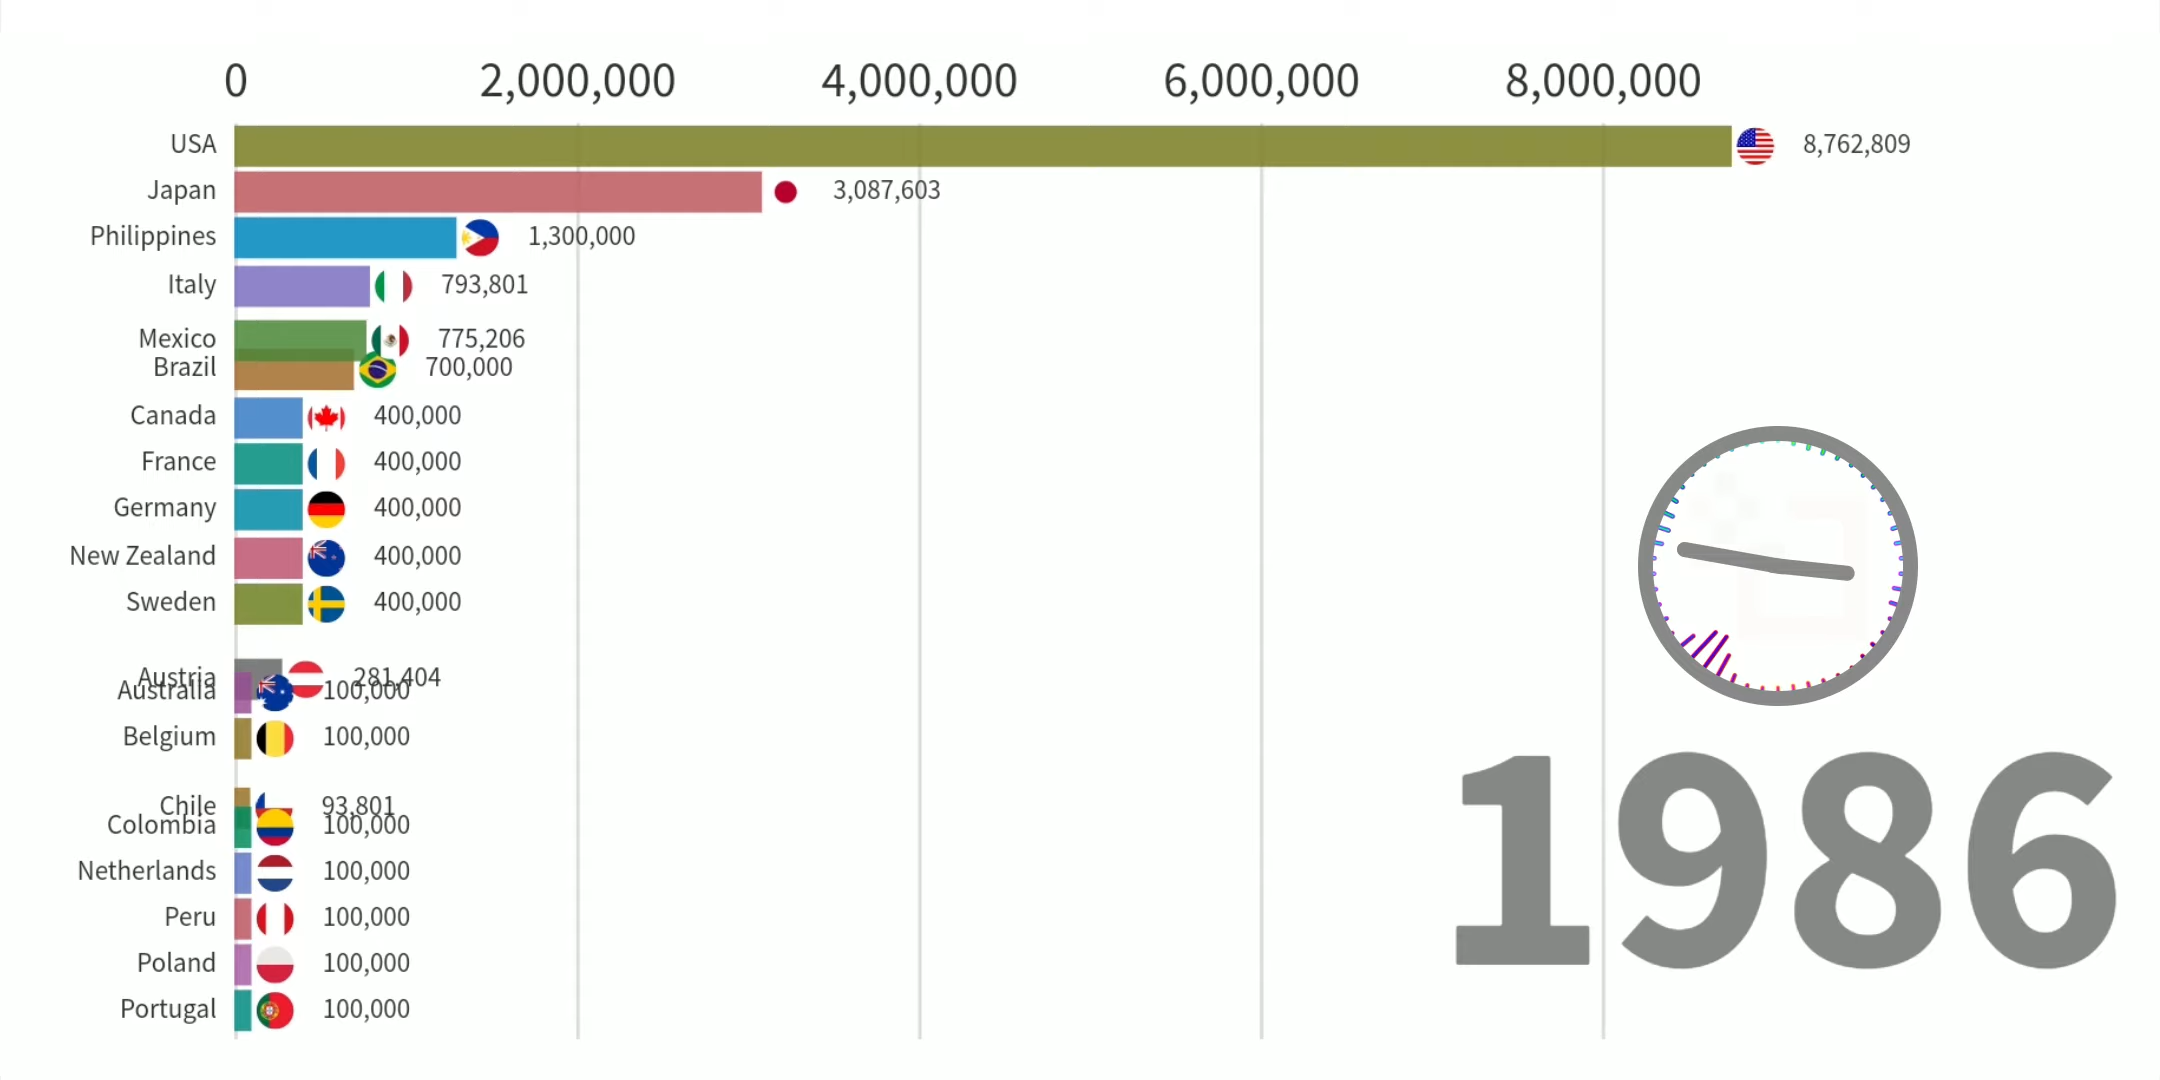 0 2,000,000 4,000,000 6,000,000 8,000,000
USA 8,762,809
Japan 3,087,603
Philippines 1,300,000
Italy 793,801
Mexico 775,206
Brazil 700,000
Canada 400,000
France 400,000
Germany 400,000
New Zealand 400,000
Sweden 400,000
Austria 281,404
Australia 100,000
Belgium 100,000
Chile 93,801
Colombia 100,000
Netherlands 100,000
Peru 100,000
Poland 100,000
Portugal 100,000
1986